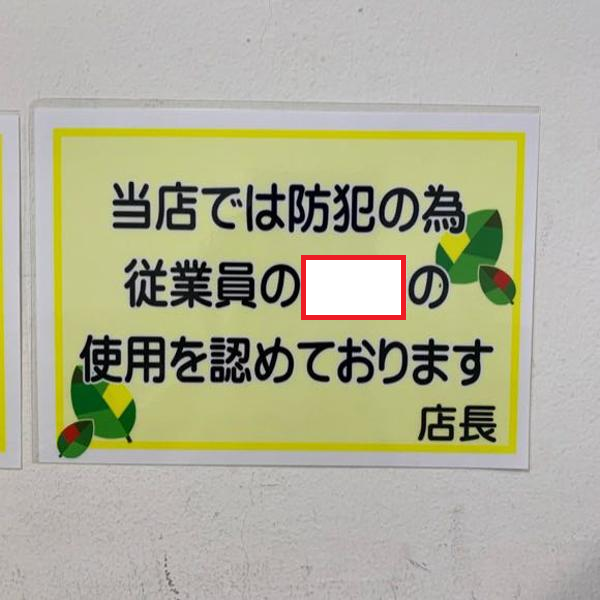 当店では防犯の為
従業員のの
使用を認めております
店長